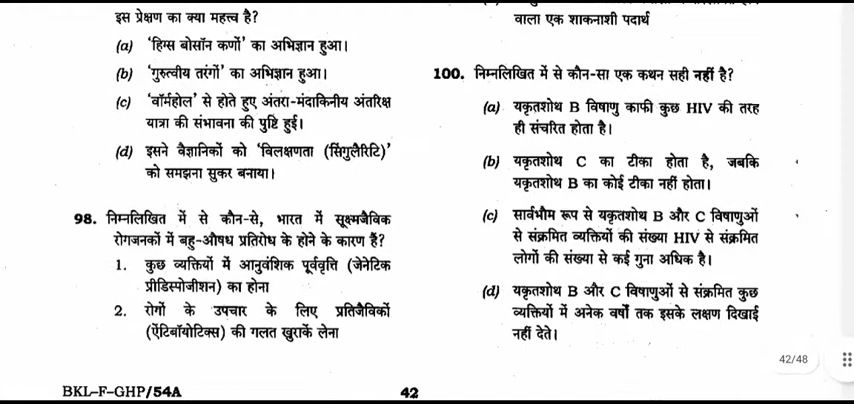 इस प्रेक्षण का क्या महत्त्व है?
(a) ‘हिग्स बोसॉन कणों’ का अभिज्ञान हुआ।
(b) ‘गुरुत्वीय तरंगों’ का अभिज्ञान हुआ।
(c) ‘वॉर्महोल’ से होते हुए अंतरा-मंदाकिनीय अंतरिक्ष
यात्रा की संभावना की पुष्टि हुई।
(d) इसने वैज्ञानिकों को ‘विलक्षणता (सिंगुलैरिटि)’
को समझना सुकर बनाया।
98. निम्नलिखित में से कौन-से, भारत में सूक्ष्मजैविक
रोगजनकों में बहु-औषध प्रतिरोध के होने के कारण हैं?
1. कुछ व्यक्तियों में आनुवंशिक पूर्ववृत्ति (जेनेटिक
प्रीडिस्पोजीशन) का होना
2. रोगों के उपचार के लिए प्रतिजैविकों
(ऐंटिबॉयोटिक्स) की गलत खुराकें लेना
वाला एक शाकनाशी पदार्थ
100. निम्नलिखित में से कौन-सा एक कथन सही नहीं है?
(a) यकृतशोथ B विषाणु काफी कुछ HIV की तरह
ही संचरित होता है।
(b) यकृतशोथ C का टीका होता है, जबकि
यकृतशोथ B का कोई टीका नहीं होता।
(c) सार्वभौम रूप से यकृतशोथ B और C विषाणुओं
से संक्रमित व्यक्तियों की संख्या HIV से संक्रमित
लोगों की संख्या से कई गुना अधिक है।
(d) यकृतशोथ B और C विषाणुओं से संक्रमित कुछ
व्यक्तियों में अनेक वर्षों तक इसके लक्षण दिखाई
नहीं देते।
42/48
BKL-F-GHP/54A
42